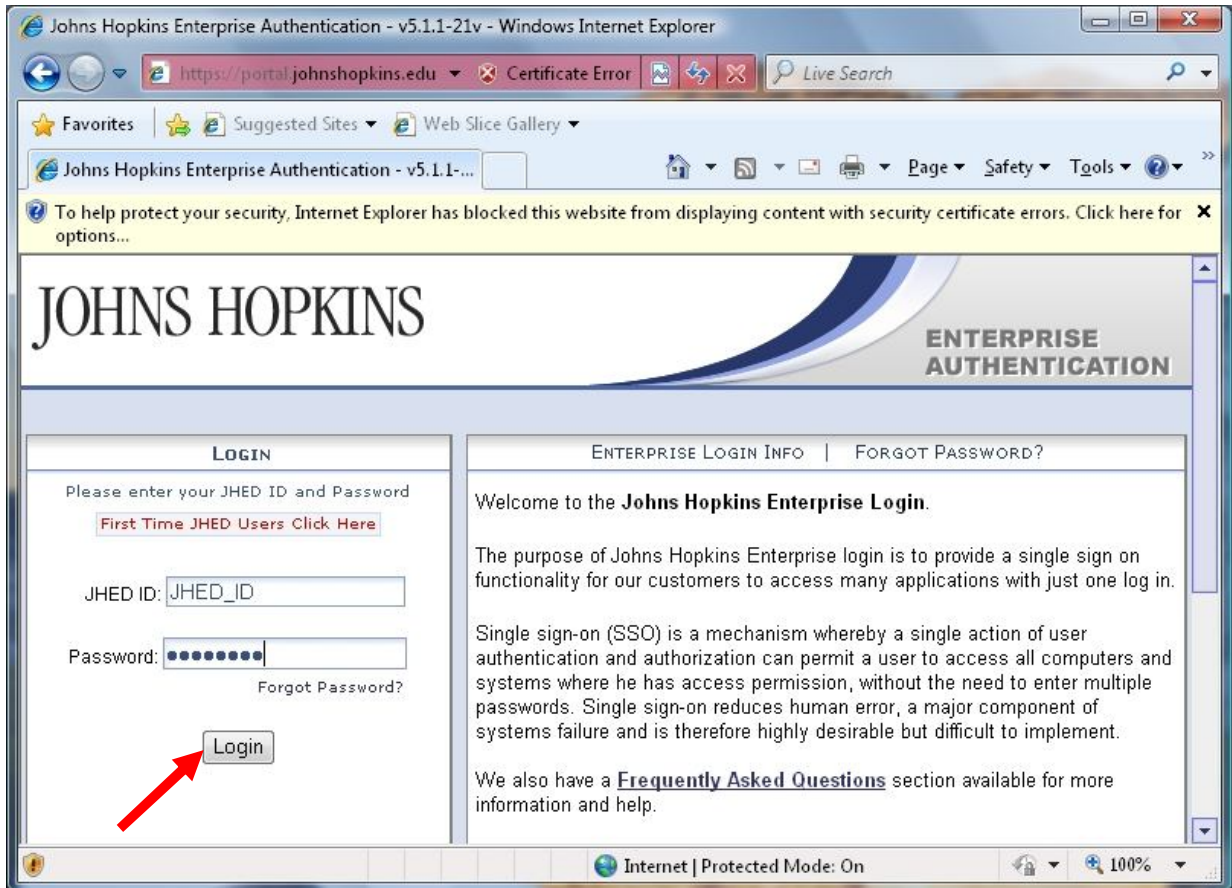 Johns Hopkins Enterprise Authentication - v5.1.1-21v - Windows Internet Explorer
https://portal.johnshopkins.edu Certificate Error Live Search
Favorites Suggested Sites Web Slice Gallery
Johns Hopkins Enterprise Authentication - v5.1.1-... Page Safety Tools
To help protect your security, Internet Explorer has blocked this website from displaying content with security certificate errors. Click here for
options...
JOHNS HOPKINS
ENTERPRISE
AUTHENTICATION
LOGIN
Please enter your JHED ID and Password
First Time JHED Users Click Here
JHED ID: JHED_ID
Password: ●●●●●●●●
Forgot Password?
Login
ENTERPRISE LOGIN INFO | FORGOT PASSWORD?
Welcome to the Johns Hopkins Enterprise Login.
The purpose of Johns Hopkins Enterprise login is to provide a single sign on
functionality for our customers to access many applications with just one log in.
Single sign-on (SSO) is a mechanism whereby a single action of user
authentication and authorization can permit a user to access all computers and
systems where he has access permission, without the need to enter multiple
passwords. Single sign-on reduces human error, a major component of
systems failure and is therefore highly desirable but difficult to implement.
We also have a Frequently Asked Questions section available for more
information and help.
Internet | Protected Mode: On 100%